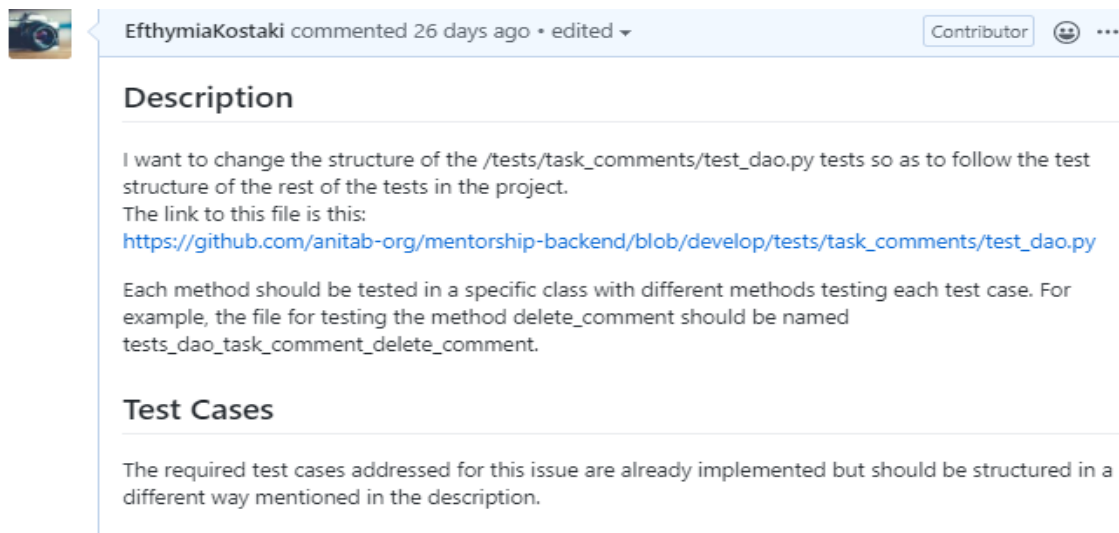 EfthymiaKostaki commented 26 days ago • edited
Contributor
Description
I want to change the structure of the /tests/task_comments/test_dao.py tests so as to follow the test
structure of the rest of the tests in the project.
The link to this file is this:
https://github.com/anitab-org/mentorship-backend/blob/develop/tests/task_comments/test_dao.py
Each method should be tested in a specific class with different methods testing each test case. For
example, the file for testing the method delete_comment should be named
tests_dao_task_comment_delete_comment.
Test Cases
The required test cases addressed for this issue are already implemented but should be structured in a
different way mentioned in the description.